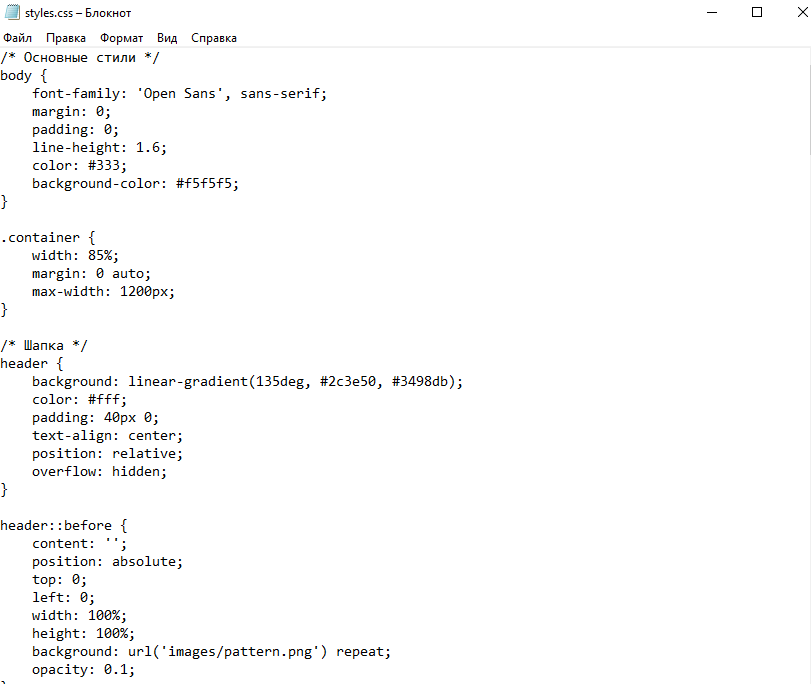 styles.css – Блокнот
Файл Правка Формат Вид Справка
/* Основные стили */
body {
    font-family: 'Open Sans', sans-serif;
    margin: 0;
    padding: 0;
    line-height: 1.6;
    color: #333;
    background-color: #f5f5f5;
}

.container {
    width: 85%;
    margin: 0 auto;
    max-width: 1200px;
}

/* Шапка */
header {
    background: linear-gradient(135deg, #2c3e50, #3498db);
    color: #fff;
    padding: 40px 0;
    text-align: center;
    position: relative;
    overflow: hidden;
}

header::before {
    content: '';
    position: absolute;
    top: 0;
    left: 0;
    width: 100%;
    height: 100%;
    background: url('images/pattern.png') repeat;
    opacity: 0.1;